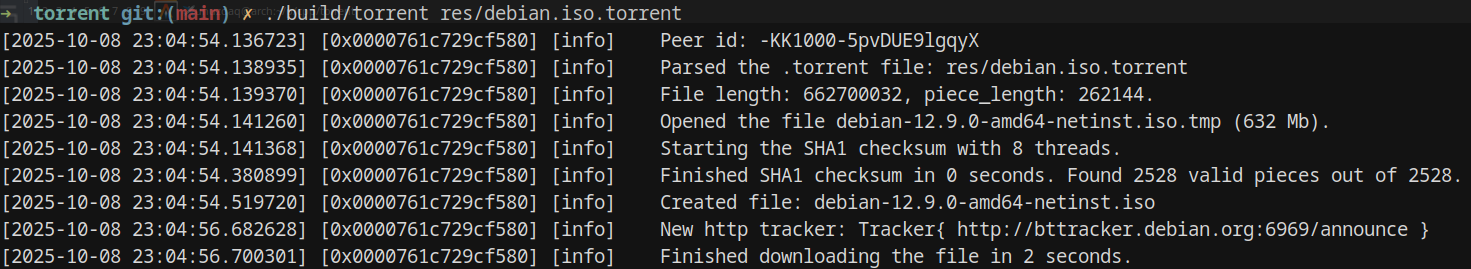 ➜ torrent git:(main) ✗ ./build/torrent res/debian.iso.torrent
[2025-10-08 23:04:54.136723] [0x0000761c729cf580] [info] Peer id: -KK1000-5pvDUE9lgqyX
[2025-10-08 23:04:54.138935] [0x0000761c729cf580] [info] Parsed the .torrent file: res/debian.iso.torrent
[2025-10-08 23:04:54.139370] [0x0000761c729cf580] [info] File length: 662700032, piece_length: 262144.
[2025-10-08 23:04:54.141260] [0x0000761c729cf580] [info] Opened the file debian-12.9.0-amd64-netinst.iso.tmp (632 Mb).
[2025-10-08 23:04:54.141368] [0x0000761c729cf580] [info] Starting the SHA1 checksum with 8 threads.
[2025-10-08 23:04:54.380899] [0x0000761c729cf580] [info] Finished SHA1 checksum in 0 seconds. Found 2528 valid pieces out of 2528.
[2025-10-08 23:04:54.519720] [0x0000761c729cf580] [info] Created file: debian-12.9.0-amd64-netinst.iso
[2025-10-08 23:04:56.682628] [0x0000761c729cf580] [info] New http tracker: Tracker{ http://bttracker.debian.org:6969/announce }
[2025-10-08 23:04:56.700301] [0x0000761c729cf580] [info] Finished downloading the file in 2 seconds.